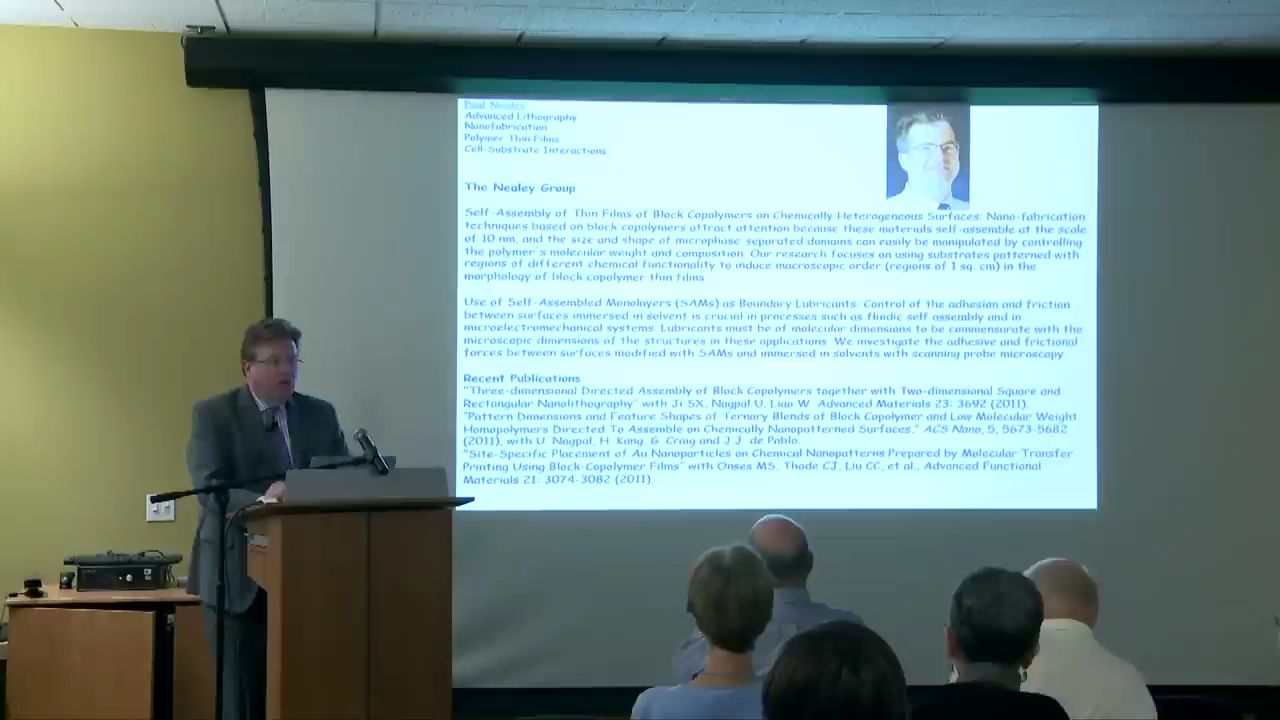 Paul Nealey
Advanced Lithography
Nanofabrication
Polymer Thin Films
Cell-Substrate Interactions
The Nealey Group
Self-Assembly of Thin Films of Block Copolymers on Chemically Heterogeneous Surfaces: Nano-fabrication
techniques based on block copolymers attract attention because these materials self-assemble at the scale
of 10 nm, and the size and shape of microphase separated domains can easily be manipulated by controlling
the polymer's molecular weight and composition. Our research focuses on using substrates patterned with
regions of different chemical functionality to induce macroscopic order (regions of 1 sq. cm) in the
morphology of block copolymer thin films.
Use of Self-Assembled Monolayers (SAMs) as Boundary Lubricants: Control of the adhesion and friction
between surfaces immersed in solvent is crucial in processes such as fluidic self assembly and in
microelectromechanical systems. Lubricants must be of molecular dimensions to be commensurate with the
microscopic dimensions of the structures in these applications. We investigate the adhesive and frictional
forces between surfaces modified with SAMs and immersed in solvents with scanning probe microscopy.
Recent Publications
"Three-dimensional Directed Assembly of Block Copolymers together with Two-dimensional Square and
Rectangular Nanolithography" with Ji SX, Nagpal U, Liao W. Advanced Materials 23: 3692 (2011).
"Pattern Dimensions and Feature Shapes of Ternary Blends of Block Copolymer and Low Molecular Weight
Homopolymers Directed To Assemble on Chemically Nanopatterned Surfaces," ACS Nano, 5, 5673-5682
(2011), with U. Nagpal, H. Kang, G. Craig and J.J. de Pablo.
"Site-Specific Placement of Au Nanoparticles on Chemical Nanopatterns Prepared by Molecular Transfer
Printing Using Block-Copolymer Films" with Onses MS, Thode CJ, Liu CC, et al., Advanced Functional
Materials 21: 3074-3082 (2011).